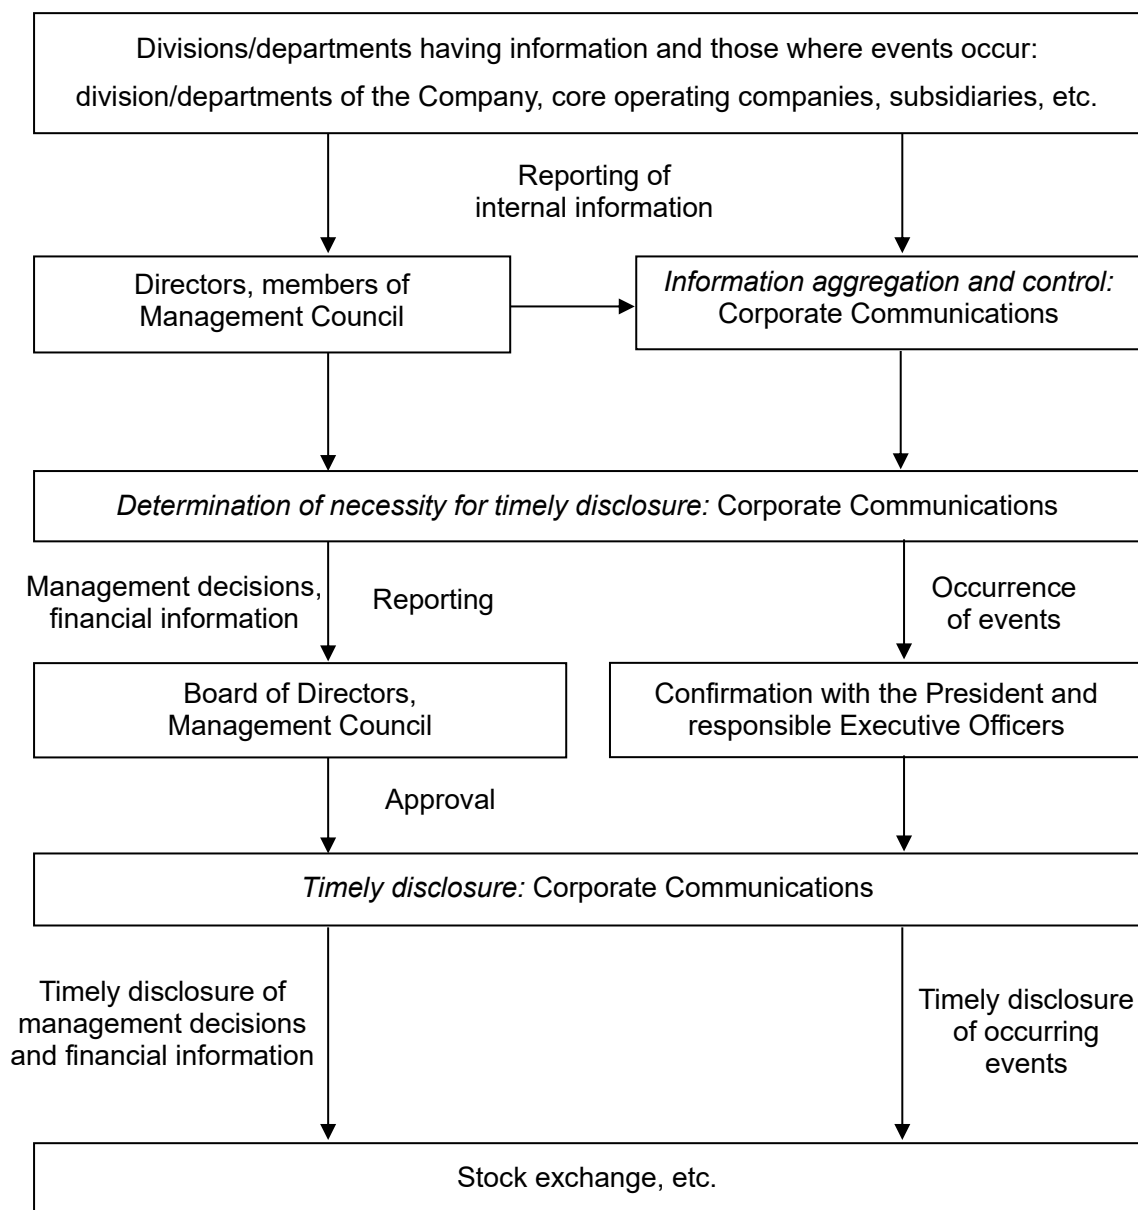 Divisions/departments having information and those where events occur:
division/departments of the Company, core operating companies, subsidiaries, etc.
Reporting of
internal information
Directors, members of
Management Council
Information aggregation and control:
Corporate Communications
Determination of necessity for timely disclosure: Corporate Communications
Management decisions,
financial information
Reporting
Occurrence
of events
Board of Directors,
Management Council
Confirmation with the President and
responsible Executive Officers
Approval
Timely disclosure: Corporate Communications
Timely disclosure of
management decisions
and financial information
Timely disclosure
of occurring
events
Stock exchange, etc.